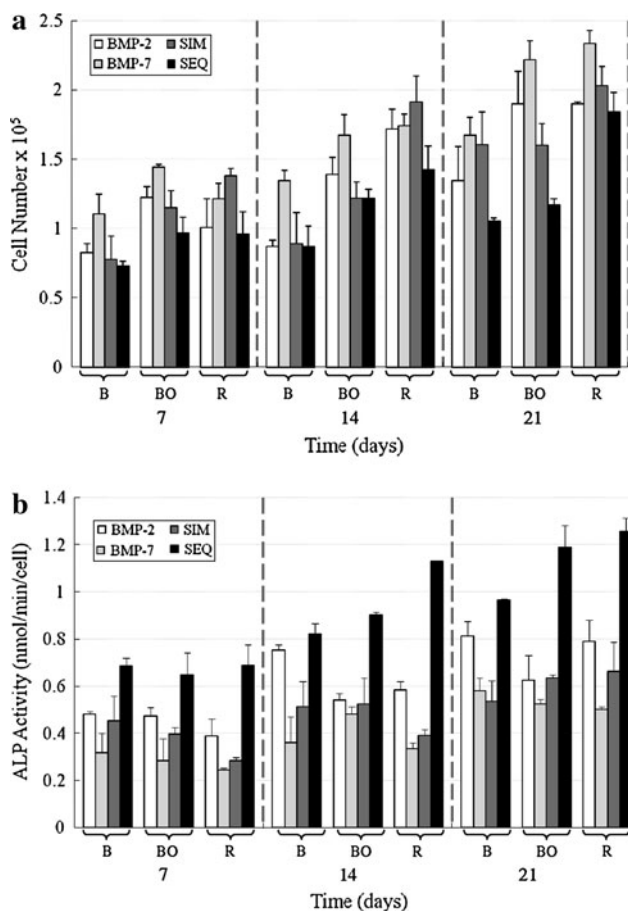 a
2.5
BMP-2 SIM
BMP-7 SEQ
2
1.5
1
0.5
0
Cell Number x 10⁵
B BO R B BO R B BO R
7 14 21
Time (days)
b
1.4
BMP-2 SIM
BMP-7 SEQ
1.2
1
0.8
0.6
0.4
0.2
0
ALP Activity (nmol/min/cell)
B BO R B BO R B BO R
7 14 21
Time (days)